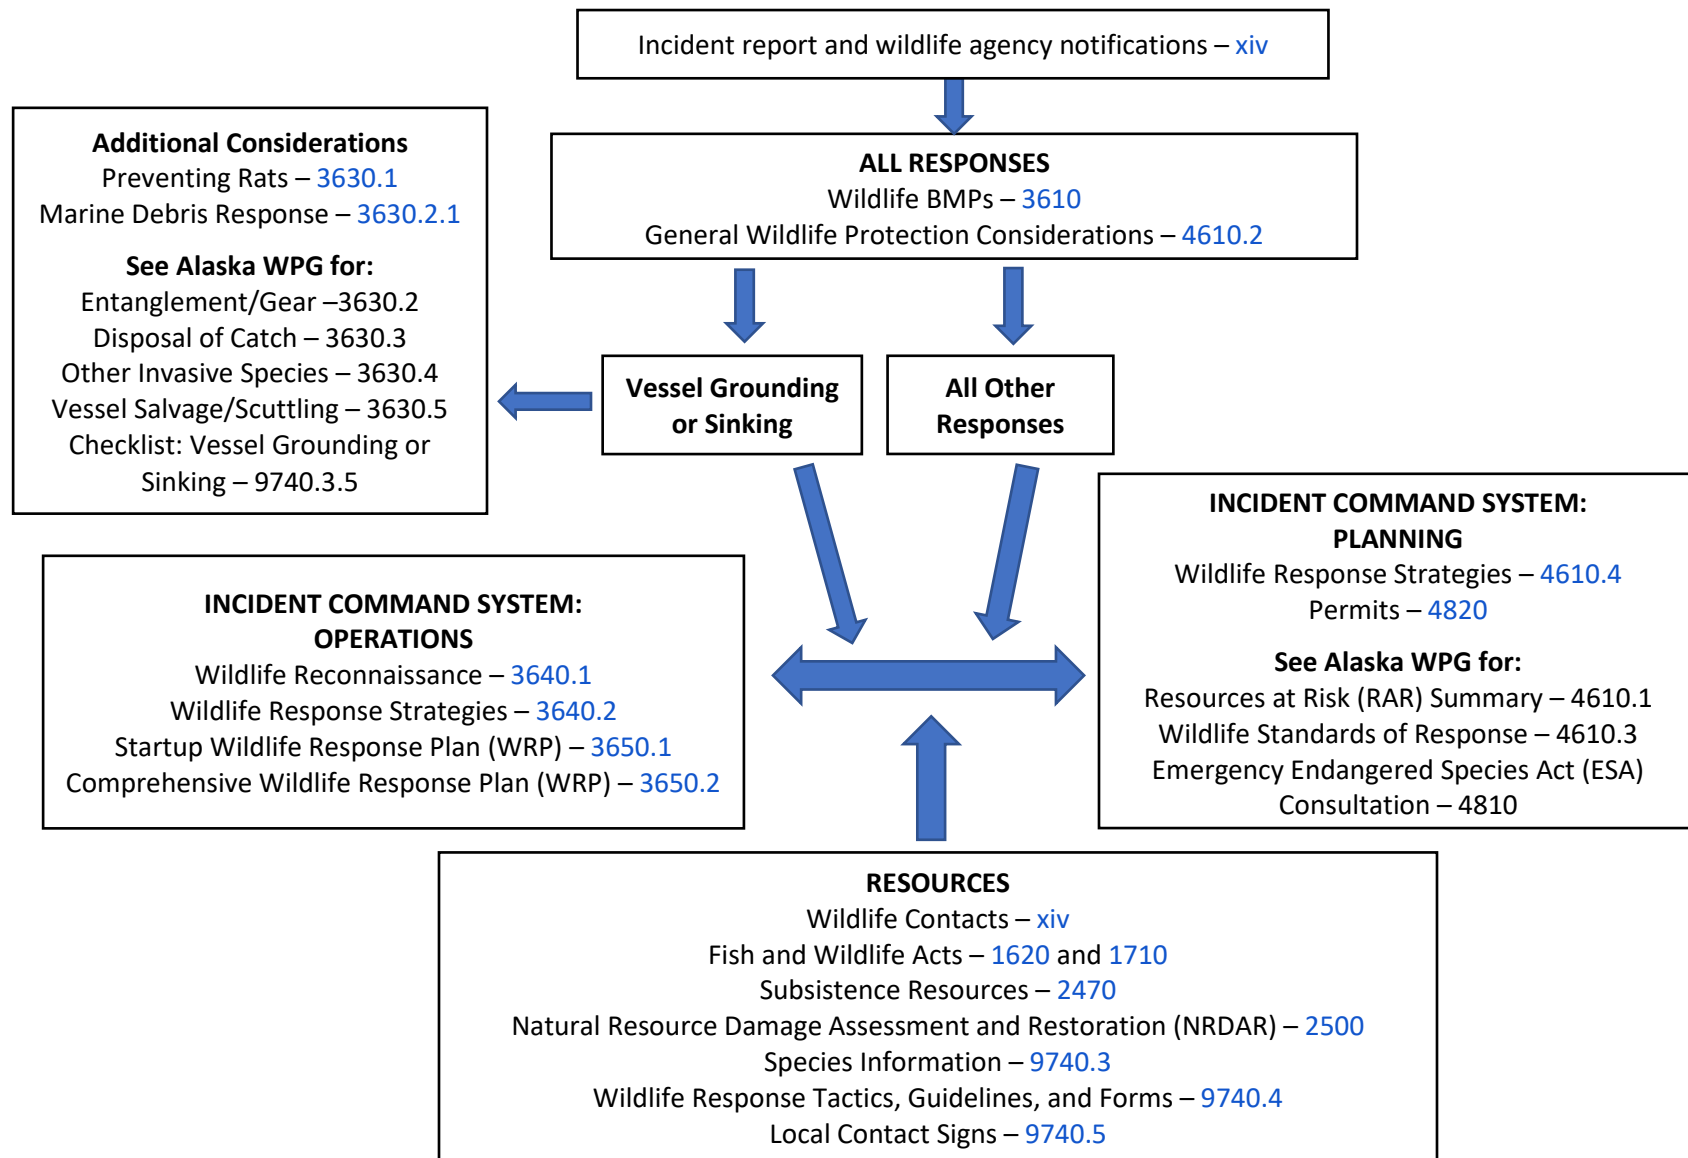 Incident report and wildlife agency notifications – xiv
Additional Considerations
Preventing Rats – 3630.1
Marine Debris Response – 3630.2.1
See Alaska WPG for:
Entanglement/Gear –3630.2
Disposal of Catch – 3630.3
Other Invasive Species – 3630.4
Vessel Salvage/Scuttling – 3630.5
Checklist: Vessel Grounding or
Sinking – 9740.3.5
ALL RESPONSES
Wildlife BMPs – 3610
General Wildlife Protection Considerations – 4610.2
Vessel Grounding
or Sinking
All Other
Responses
INCIDENT COMMAND SYSTEM:
OPERATIONS
Wildlife Reconnaissance – 3640.1
Wildlife Response Strategies – 3640.2
Startup Wildlife Response Plan (WRP) – 3650.1
Comprehensive Wildlife Response Plan (WRP) – 3650.2
INCIDENT COMMAND SYSTEM:
PLANNING
Wildlife Response Strategies – 4610.4
Permits – 4820
See Alaska WPG for:
Resources at Risk (RAR) Summary – 4610.1
Wildlife Standards of Response – 4610.3
Emergency Endangered Species Act (ESA)
Consultation – 4810
RESOURCES
Wildlife Contacts – xiv
Fish and Wildlife Acts – 1620 and 1710
Subsistence Resources – 2470
Natural Resource Damage Assessment and Restoration (NRDAR) – 2500
Species Information – 9740.3
Wildlife Response Tactics, Guidelines, and Forms – 9740.4
Local Contact Signs – 9740.5